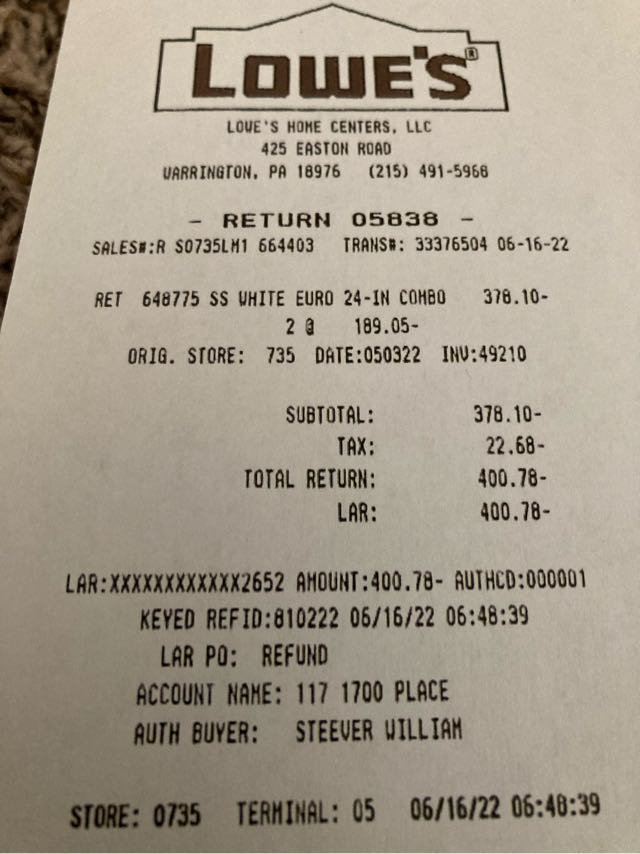 LOWE'S®
LOWE'S HOME CENTERS, LLC
425 EASTON ROAD
WARRINGTON, PA 18976 (215) 491-5968
- RETURN 05838 -
SALES#:R S0735LM1 664403 TRANS#: 33376504 06-16-22
RET 648775 SS WHITE EURO 24-IN COMBO 378.10-
2 @ 189.05-
ORIG. STORE: 735 DATE:050322 INV:49210
SUBTOTAL: 378.10-
TAX: 22.68-
TOTAL RETURN: 400.78-
LAR: 400.78-
LAR:XXXXXXXXXXXX2652 AMOUNT:400.78- AUTHCD:000001
KEYED REFID:810222 06/16/22 06:48:39
LAR PO: REFUND
ACCOUNT NAME: 117 1700 PLACE
AUTH BUYER: STEEVER WILLIAM
STORE: 0735 TERMINAL: 05 06/16/22 06:48:39